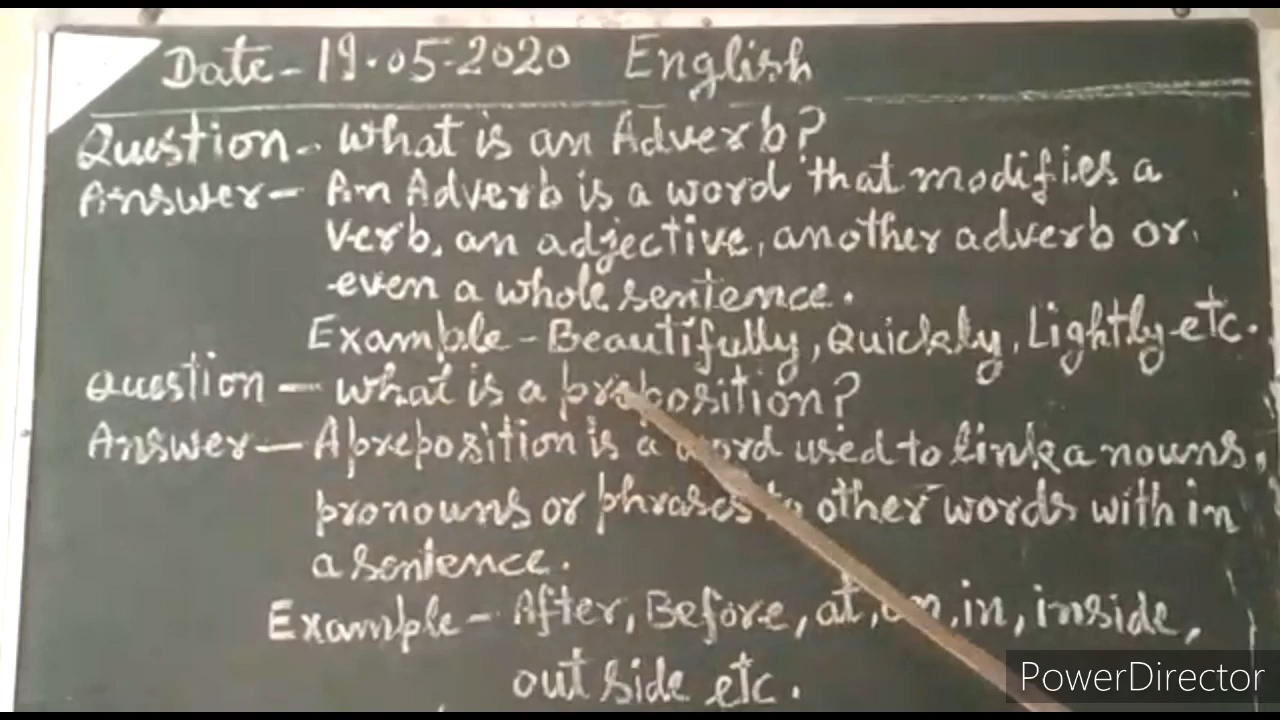 Date - 19.05.2020 English
Question - What is an Adverb?
Answer - An Adverb is a word that modifies a
Verb, an adjective, another adverb or
even a whole sentence.
Example - Beautifully, Quickly, Lightly etc.
Question - What is a preposition?
Answer - A preposition is a word used to link a nouns,
pronouns or phrases to other words with in
a sentence.
Example - After, Before, at, on, in, inside,
out side etc.
PowerDirector